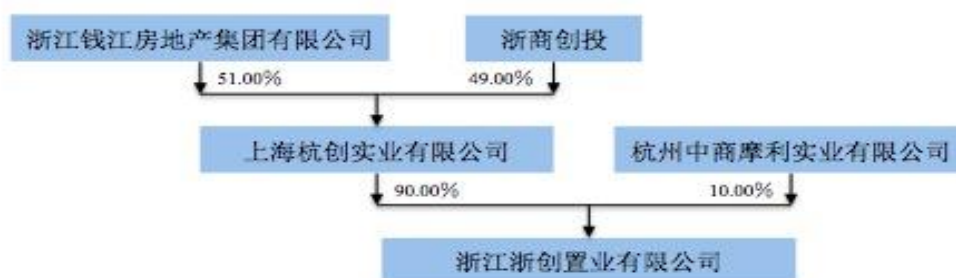 浙江钱江房地产集团有限公司
浙商创投
51.00%
49.00%
上海杭创实业有限公司
杭州中商摩利实业有限公司
90.00%
10.00%
浙江浙创置业有限公司